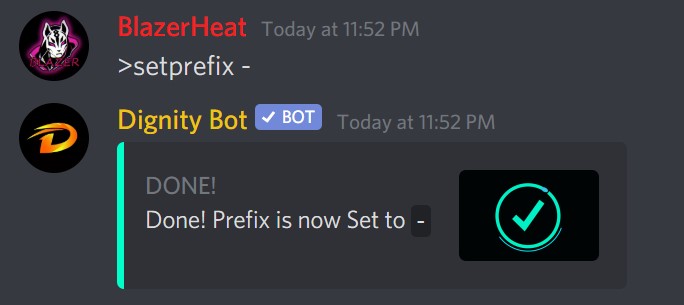 BlazerHeat Today at 11:52 PM
>setprefix -
BLAZER
Dignity Bot ✓ BOT Today at 11:52 PM
DONE!
Done! Prefix is now Set to -